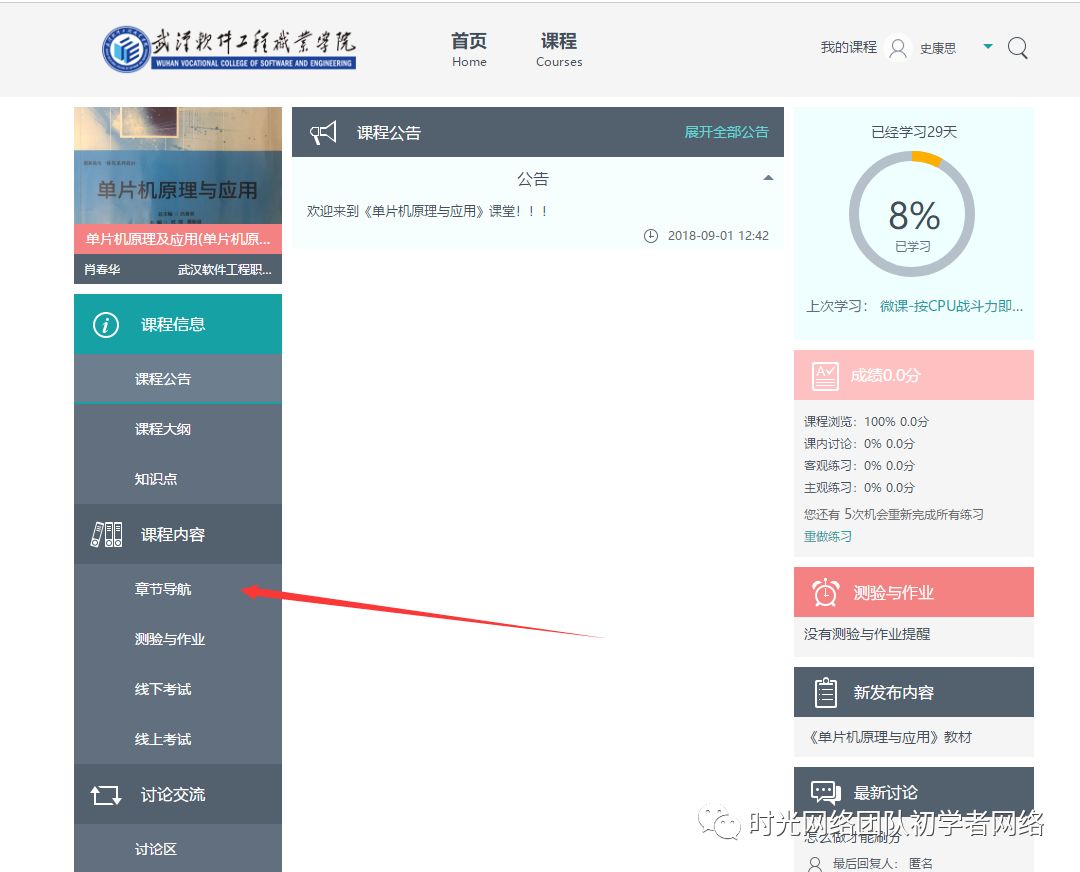 武汉软件工程職業学院
WUHAN VOCATIONAL COLLEGE OF SOFTWARE AND ENGINEERING
首页
Home
课程
Courses
我的课程
史康思
单片机原理与应用
单片机原理及应用(单片机原...
肖春华
武汉软件工程职...
课程信息
课程公告
课程大纲
知识点
课程内容
章节导航
测验与作业
线下考试
线上考试
讨论交流
讨论区
课程公告
展开全部公告
公告
欢迎来到《单片机原理与应用》课堂！！！
2018-09-01 12:42
已经学习29天
8%
已学习
上次学习： 微课-按CPU战斗力即...
成绩0.0分
课程浏览：100% 0.0分
课内讨论：0% 0.0分
客观练习：0% 0.0分
主观练习：0% 0.0分
您还有 5次机会重新完成所有练习
重做练习
测验与作业
没有测验与作业提醒
新发布内容
《单片机原理与应用》教材
最新讨论
怎么做才能刷分
最后回复人： 匿名
时光网络团队初学者网络